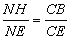 NH/NE = CB/CE